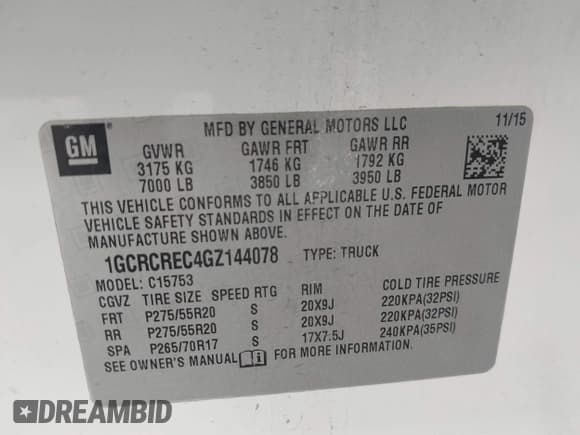 GM
MFD BY GENERAL MOTORS LLC 11/15
GVWR GAWR FRT GAWR RR
3175 KG 1746 KG 1792 KG
7000 LB 3850 LB 3950 LB
THIS VEHICLE CONFORMS TO ALL APPLICABLE U.S. FEDERAL MOTOR
VEHICLE SAFETY STANDARDS IN EFFECT ON THE DATE OF
MANUFACTURE SHOWN ABOVE.
1GCRCREC4GZ144078 TYPE: TRUCK
MODEL: C15753
CGVZ TIRE SIZE SPEED RTG RIM COLD TIRE PRESSURE
FRT P275/55R20 S 20X9J 220KPA(32PSI)
RR P275/55R20 S 20X9J 220KPA(32PSI)
SPA P265/70R17 S 17X7.5J 240KPA(35PSI)
SEE OWNER'S MANUAL i FOR MORE INFORMATION.
DREAMBID